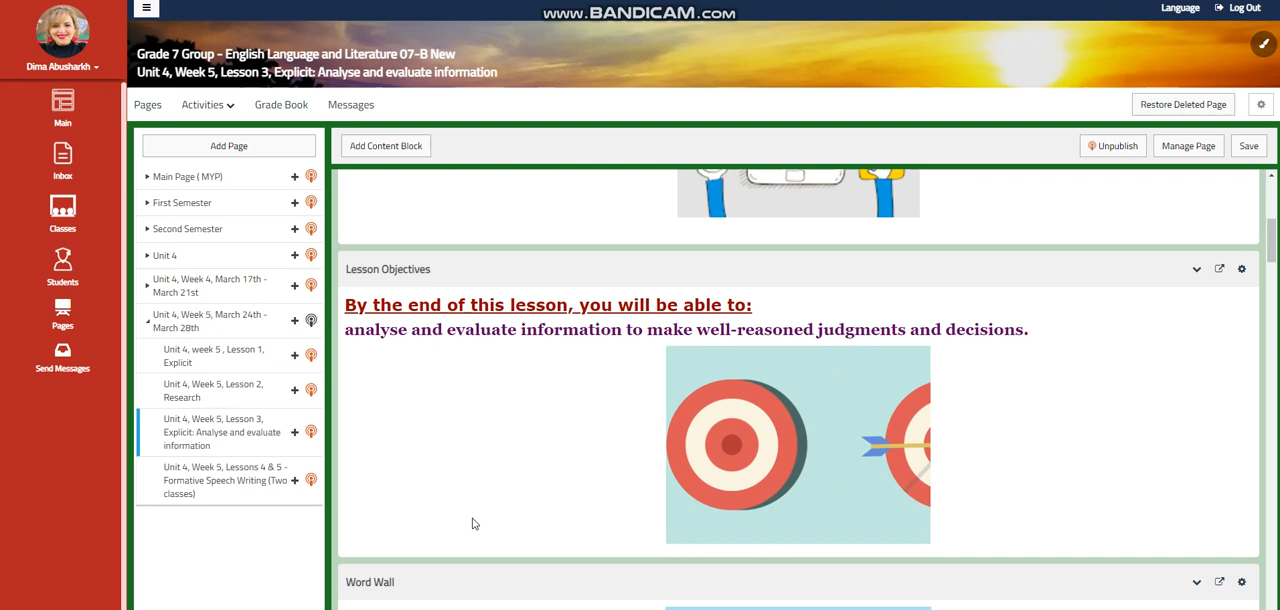 www.BANDICAM.com
Language
Log Out
Dima Abusharkh
Grade 7 Group - English Language and Literature 07-B New
Unit 4, Week 5, Lesson 3, Explicit: Analyse and evaluate information
Pages
Activities
Grade Book
Messages
Restore Deleted Page
Main
Inbox
Classes
Students
Pages
Send Messages
Add Page
Main Page ( MYP)
First Semester
Second Semester
Unit 4
Unit 4, Week 4, March 17th -
March 21st
Unit 4, Week 5, March 24th -
March 28th
Unit 4, week 5 , Lesson 1,
Explicit
Unit 4, Week 5, Lesson 2,
Research
Unit 4, Week 5, Lesson 3,
Explicit: Analyse and evaluate
information
Unit 4, Week 5, Lessons 4 & 5 -
Formative Speech Writing (Two
classes)
Add Content Block
Unpublish
Manage Page
Save
Lesson Objectives
By the end of this lesson, you will be able to:
analyse and evaluate information to make well-reasoned judgments and decisions.
Word Wall